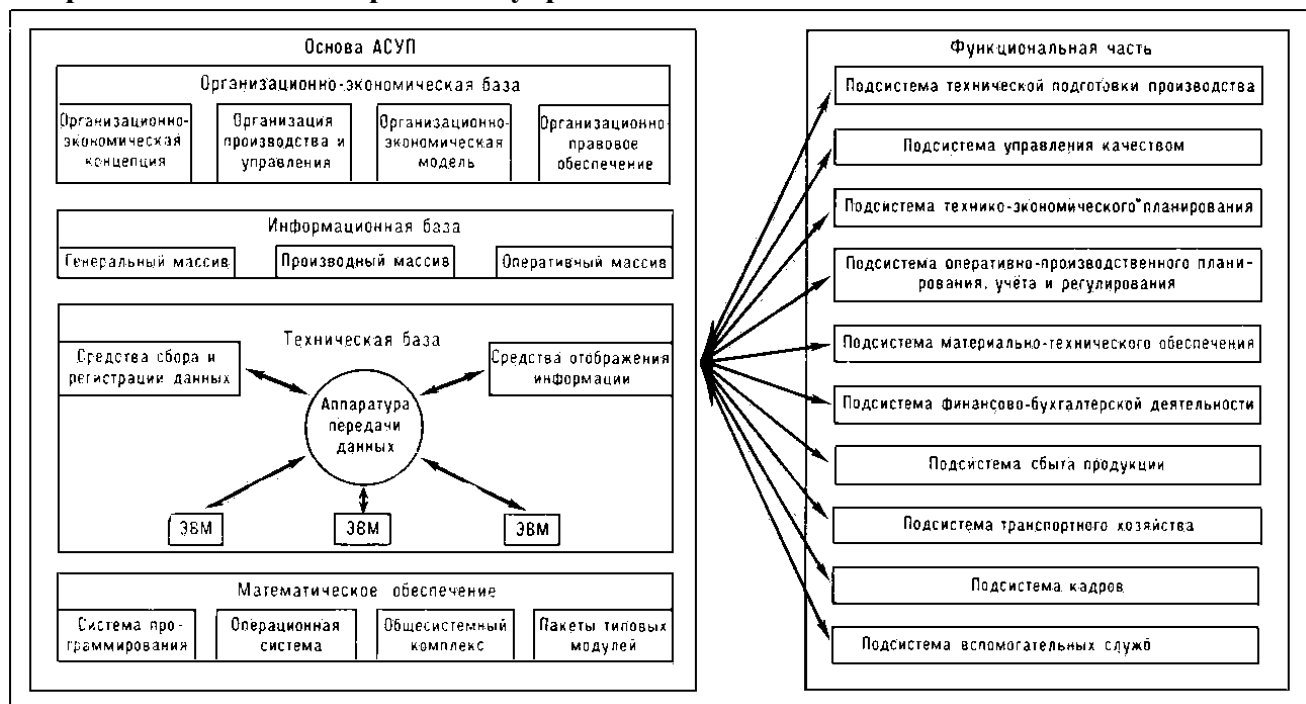 Основа АСУП
Организационно-экономическая база
Организационно-
экономическая
концепция
Организация
производства и
управления
Организационно-
экономическая
модель
Организационно-
правовое
обеспечение
Информационная база
Генеральный массив
Производный массив
Оперативный массив
Техническая база
Средства сбора и
регистрации данных
Средства отображения
информации
Аппаратура
передачи
данных
ЭВМ
ЭВМ
ЭВМ
Математическое обеспечение
Система про-
граммирования
Операционная
система
Общесистемный
комплекс
Пакеты типовых
модулей
Функциональная часть
Подсистема технической подготовки производства
Подсистема управления качеством
Подсистема технико-экономического планирования
Подсистема оперативно-производственного плани-
рования, учёта и регулирования
Подсистема материально-технического обеспечения
Подсистема финансово-бухгалтерской деятельности
Подсистема сбыта продукции
Подсистема транспортного хозяйства
Подсистема кадров
Подсистема вспомогательных служб